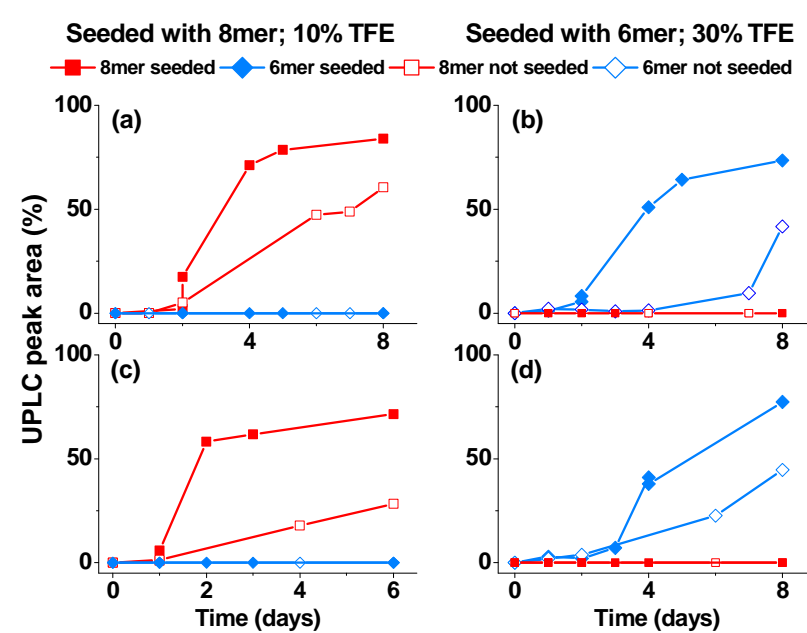 Seeded with 8mer; 10% TFE Seeded with 6mer; 30% TFE
8mer seeded 6mer seeded 8mer not seeded 6mer not seeded
UPLC peak area (%)
(a)
100
50
0
0 4 8
(b)
100
50
0
0 4 8
(c)
100
50
0
0 2 4 6
Time (days)
(d)
100
50
0
0 4 8
Time (days)